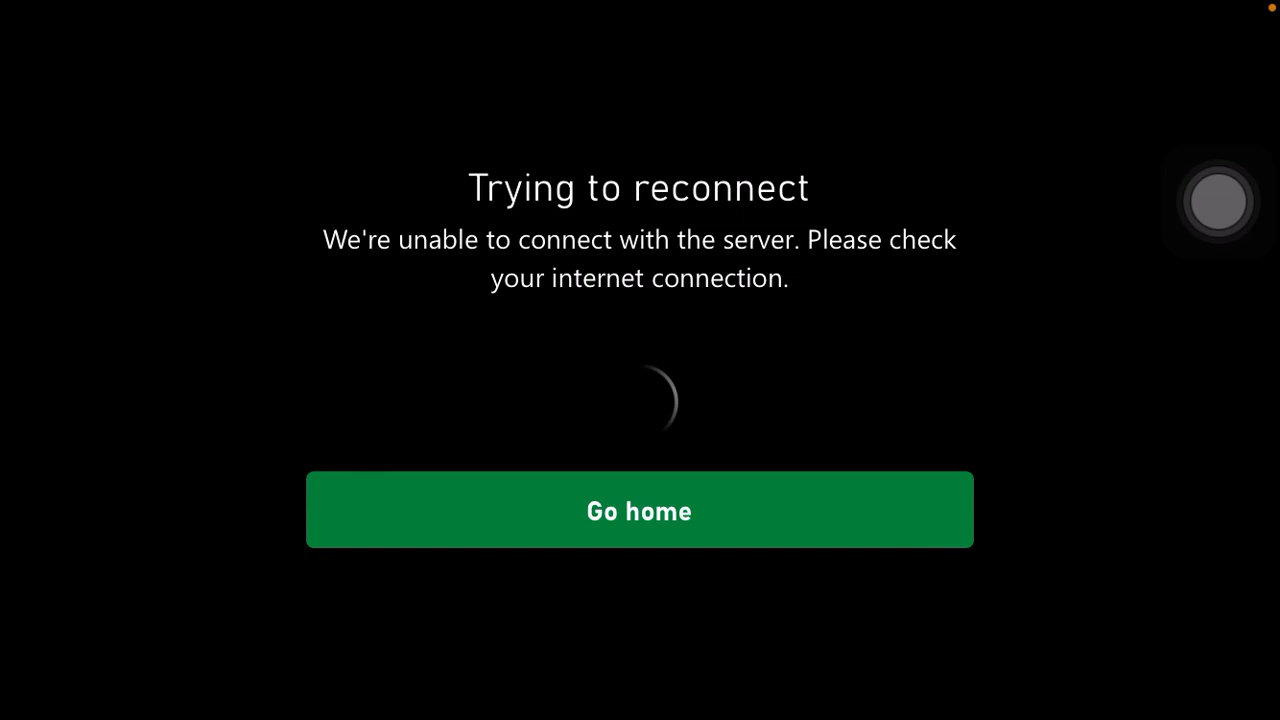 Trying to reconnect
We're unable to connect with the server. Please check
your internet connection.
Go home